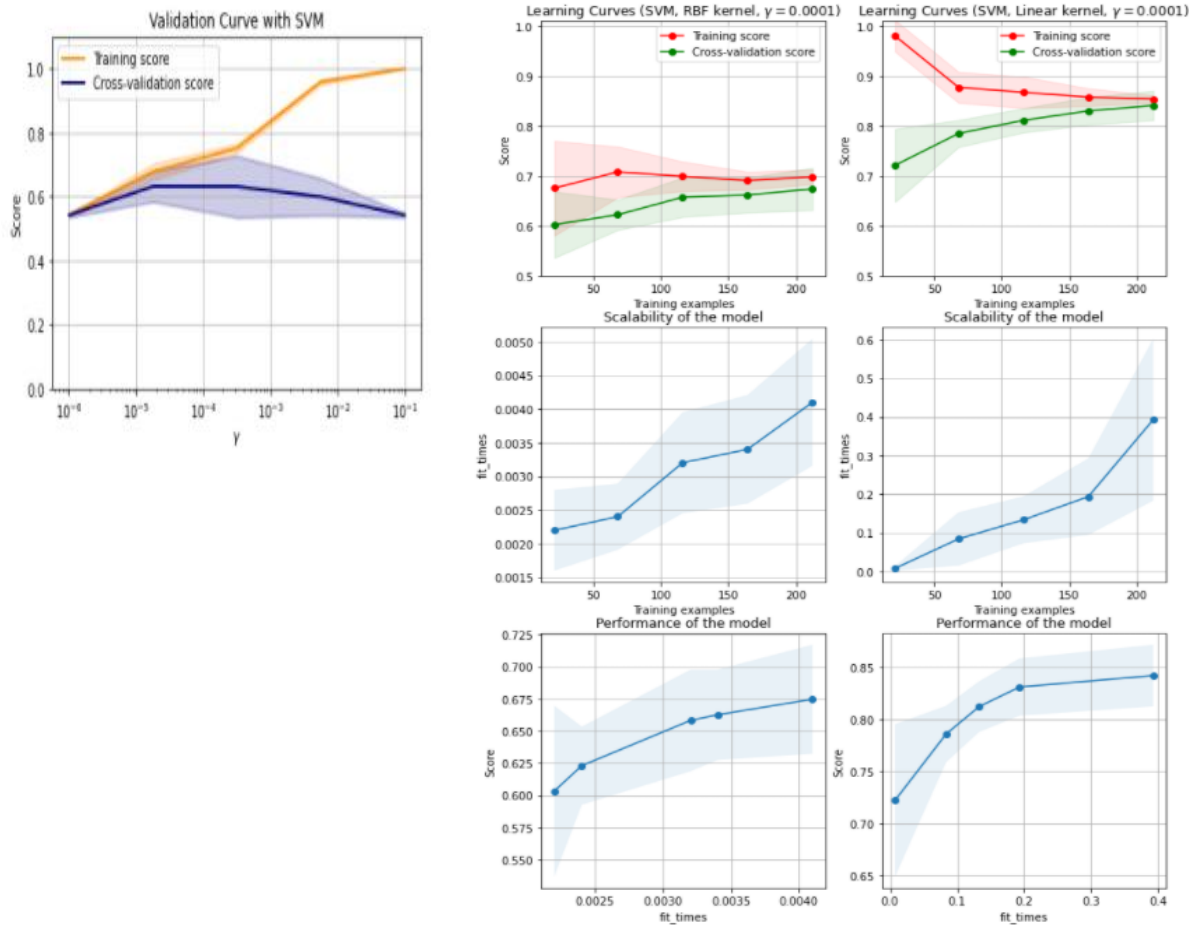 Validation Curve with SVM
Training score
Cross-validation score
1.0
0.8
0.6
0.4
0.2
0.0
Score
10⁻⁶ 10⁻⁵ 10⁻⁴ 10⁻³ 10⁻² 10⁻¹
γ
Learning Curves (SVM, RBF kernel, γ = 0.0001)
Training score
Cross-validation score
1.0
0.9
0.8
0.7
0.6
0.5
Score
50 100 150 200
Training examples
Learning Curves (SVM, Linear kernel, γ = 0.0001)
Training score
Cross-validation score
1.0
0.9
0.8
0.7
0.6
0.5
Score
50 100 150 200
Training examples
Scalability of the model
0.0050
0.0045
0.0040
0.0035
0.0030
0.0025
0.0020
0.0015
fit_times
50 100 150 200
Training examples
Scalability of the model
0.6
0.5
0.4
0.3
0.2
0.1
0.0
fit_times
50 100 150 200
Training examples
Performance of the model
0.725
0.700
0.675
0.650
0.625
0.600
0.575
0.550
Score
0.0025 0.0030 0.0035 0.0040
fit_times
Performance of the model
0.85
0.80
0.75
0.70
0.65
Score
0.0 0.1 0.2 0.3 0.4
fit_times